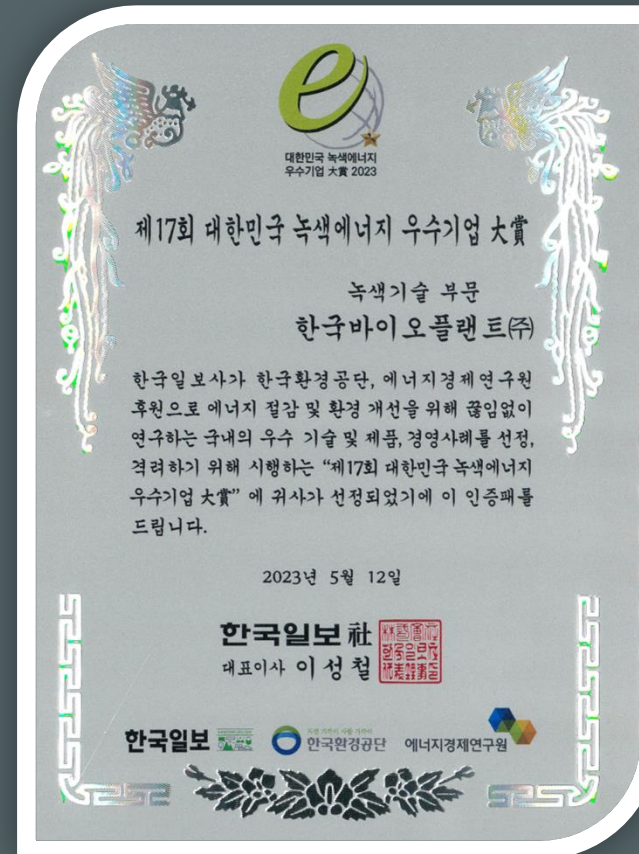 e
대한민국 녹색에너지
우수기업 大賞 2023
제17회 대한민국 녹색에너지 우수기업 大賞
녹색기술 부문
한국바이오플랜트㈜
한국일보사가 한국환경공단, 에너지경제연구원
후원으로 에너지 절감 및 환경 개선을 위해 끊임없이
연구하는 국내의 우수 기술 및 제품, 경영사례를 선정,
격려하기 위해 시행하는 “제17회 대한민국 녹색에너지
우수기업 大賞” 에 귀사가 선정되었기에 이 인증패를
드립니다.
2023년 5월 12일
한국일보 社
대표이사 이성철
한국일보
한국환경공단
에너지경제연구원